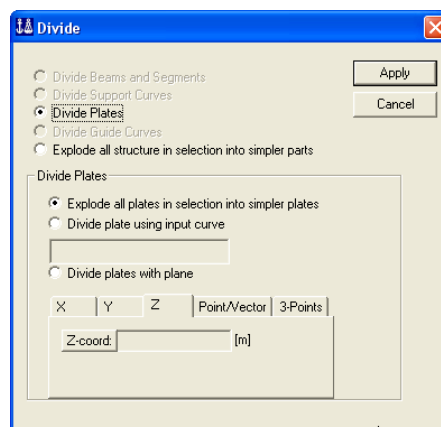 Divide
Divide Beams and Segments
Apply
Divide Support Curves
Cancel
Divide Plates
Divide Guide Curves
Explode all structure in selection into simpler parts
Divide Plates
Explode all plates in selection into simpler plates
Divide plate using input curve
Divide plates with plane
X Y Z Point/Vector 3-Points
Z-coord: [m]